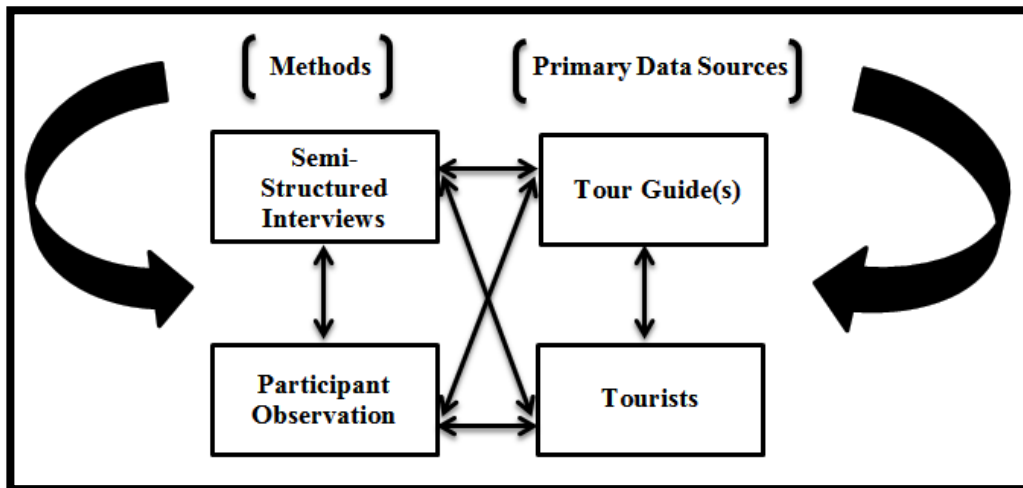 Methods
Primary Data Sources
Semi-
Structured
Interviews
Tour Guide(s)
Participant
Observation
Tourists